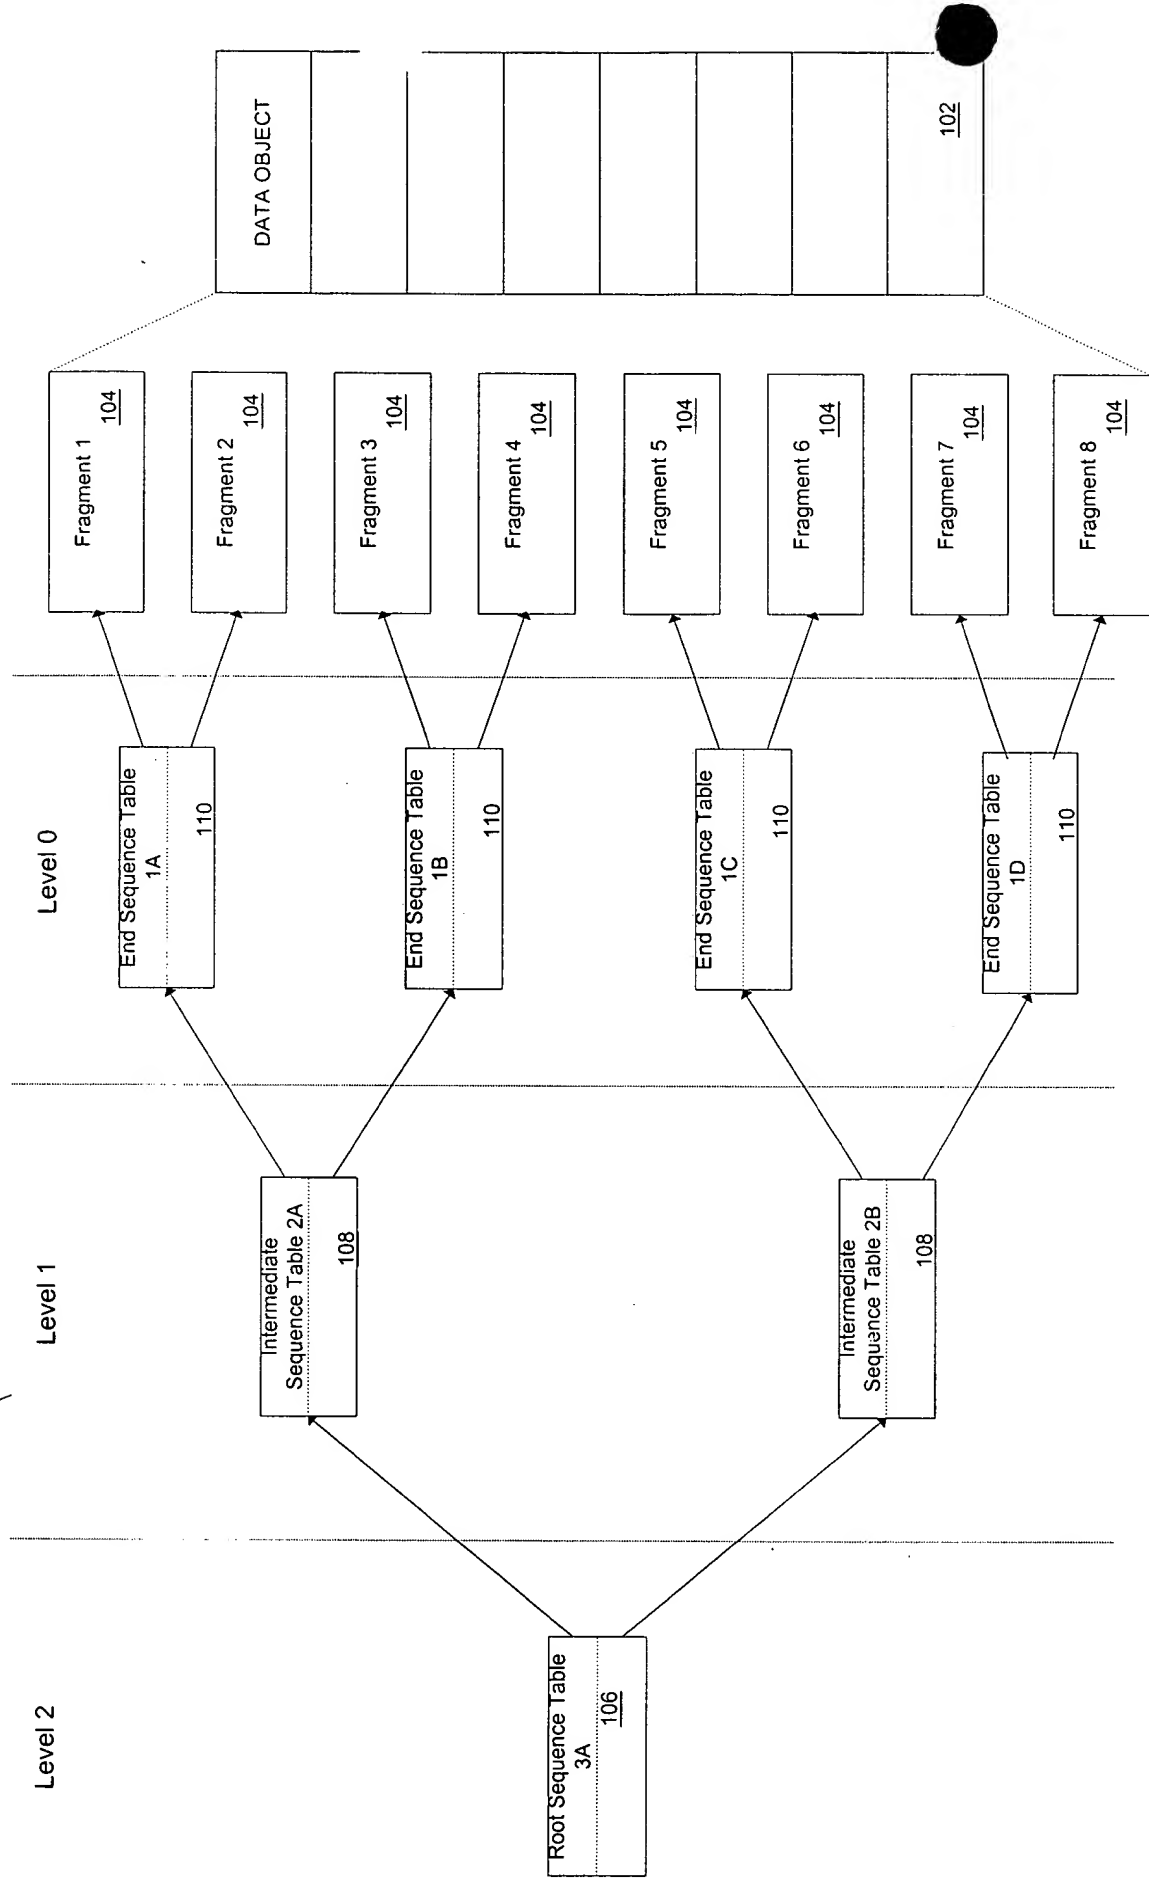 Level 2
Level 1
Level 0
Root Sequence Table
3A
106
Intermediate
Sequence Table 2A
108
Intermediate
Sequence Table 2B
108
End Sequence Table
1A
110
End Sequence Table
1B
110
End Sequence Table
1C
110
End Sequence Table
1D
110
Fragment 1
104
Fragment 2
104
Fragment 3
104
Fragment 4
104
Fragment 5
104
Fragment 6
104
Fragment 7
104
Fragment 8
104
DATA OBJECT
102